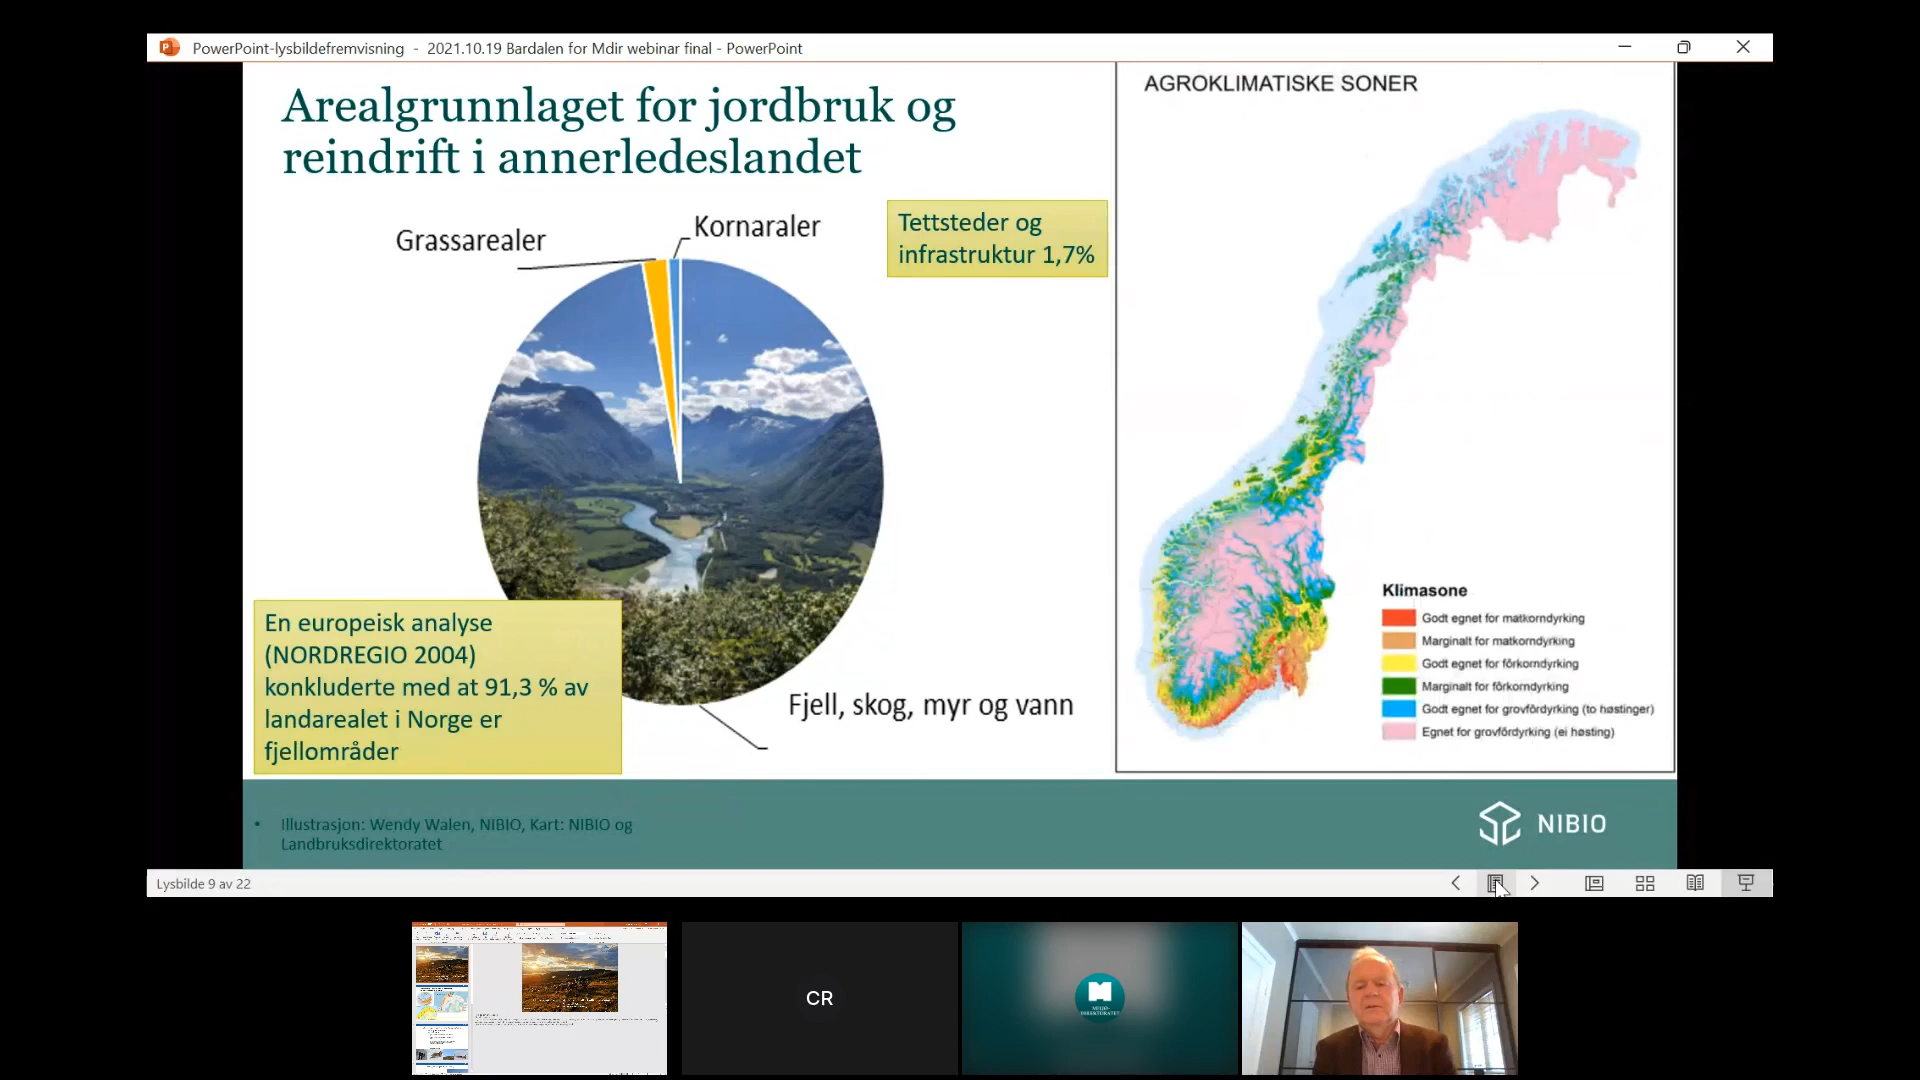 PowerPoint-lysbildefremvisning - 2021.10.19 Bardalen for Mdir webinar final - PowerPoint
Arealgrunnlaget for jordbruk og
reindrift i annerledeslandet
Grassarealer
Kornaraler
Tettsteder og
infrastruktur 1,7%
En europeisk analyse
(NORDREGIO 2004)
konkluderte med at 91,3 % av
landarealet i Norge er
fjellområder
Fjell, skog, myr og vann
AGROKLIMATISKE SONER
Klimasone
Godt egnet for matkorndyrking
Marginalt for matkorndyrking
Godt egnet for fôrkorndyrking
Marginalt for fôrkorndyrking
Godt egnet for grovfôrdyrking (to høstinger)
Egnet for grovfôrdyrking (ei høsting)
• Illustrasjon: Wendy Walen, NIBIO, Kart: NIBIO og
Landbruksdirektoratet
NIBIO
Lysbilde 9 av 22
CR